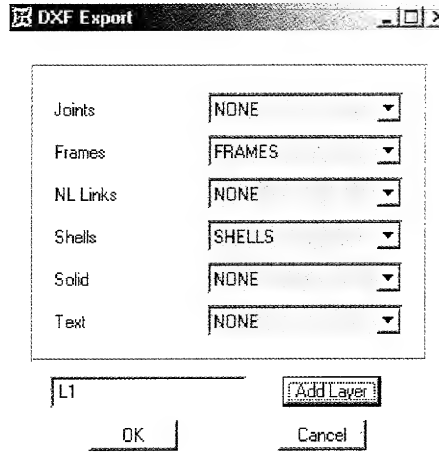 DXF Export
Joints NONE
Frames FRAMES
NL Links NONE
Shells SHELLS
Solid NONE
Text NONE
L1 Add Layer
OK Cancel